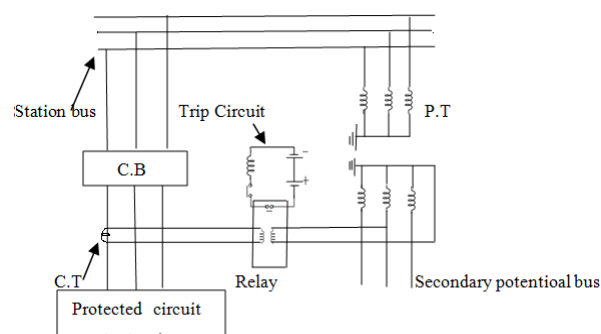 Station bus
Trip Circuit
P.T
C.B
C.T
Relay
Secondary potentioal bus
Protected circuit